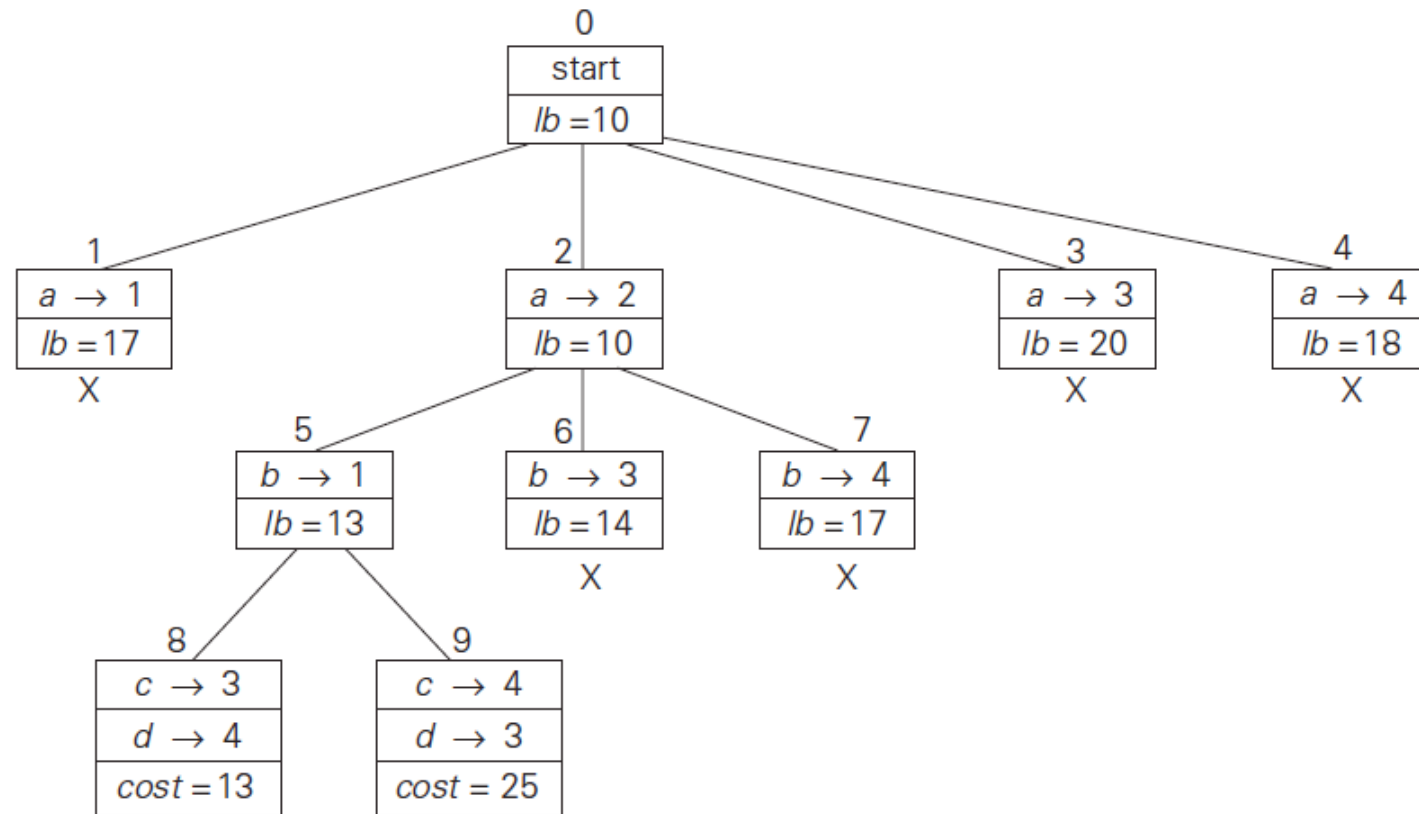 0
start
lb = 10
1
a → 1
lb = 17
X
2
a → 2
lb = 10
3
a → 3
lb = 20
X
4
a → 4
lb = 18
X
5
b → 1
lb = 13
6
b → 3
lb = 14
X
7
b → 4
lb = 17
X
8
c → 3
d → 4
cost = 13
9
c → 4
d → 3
cost = 25